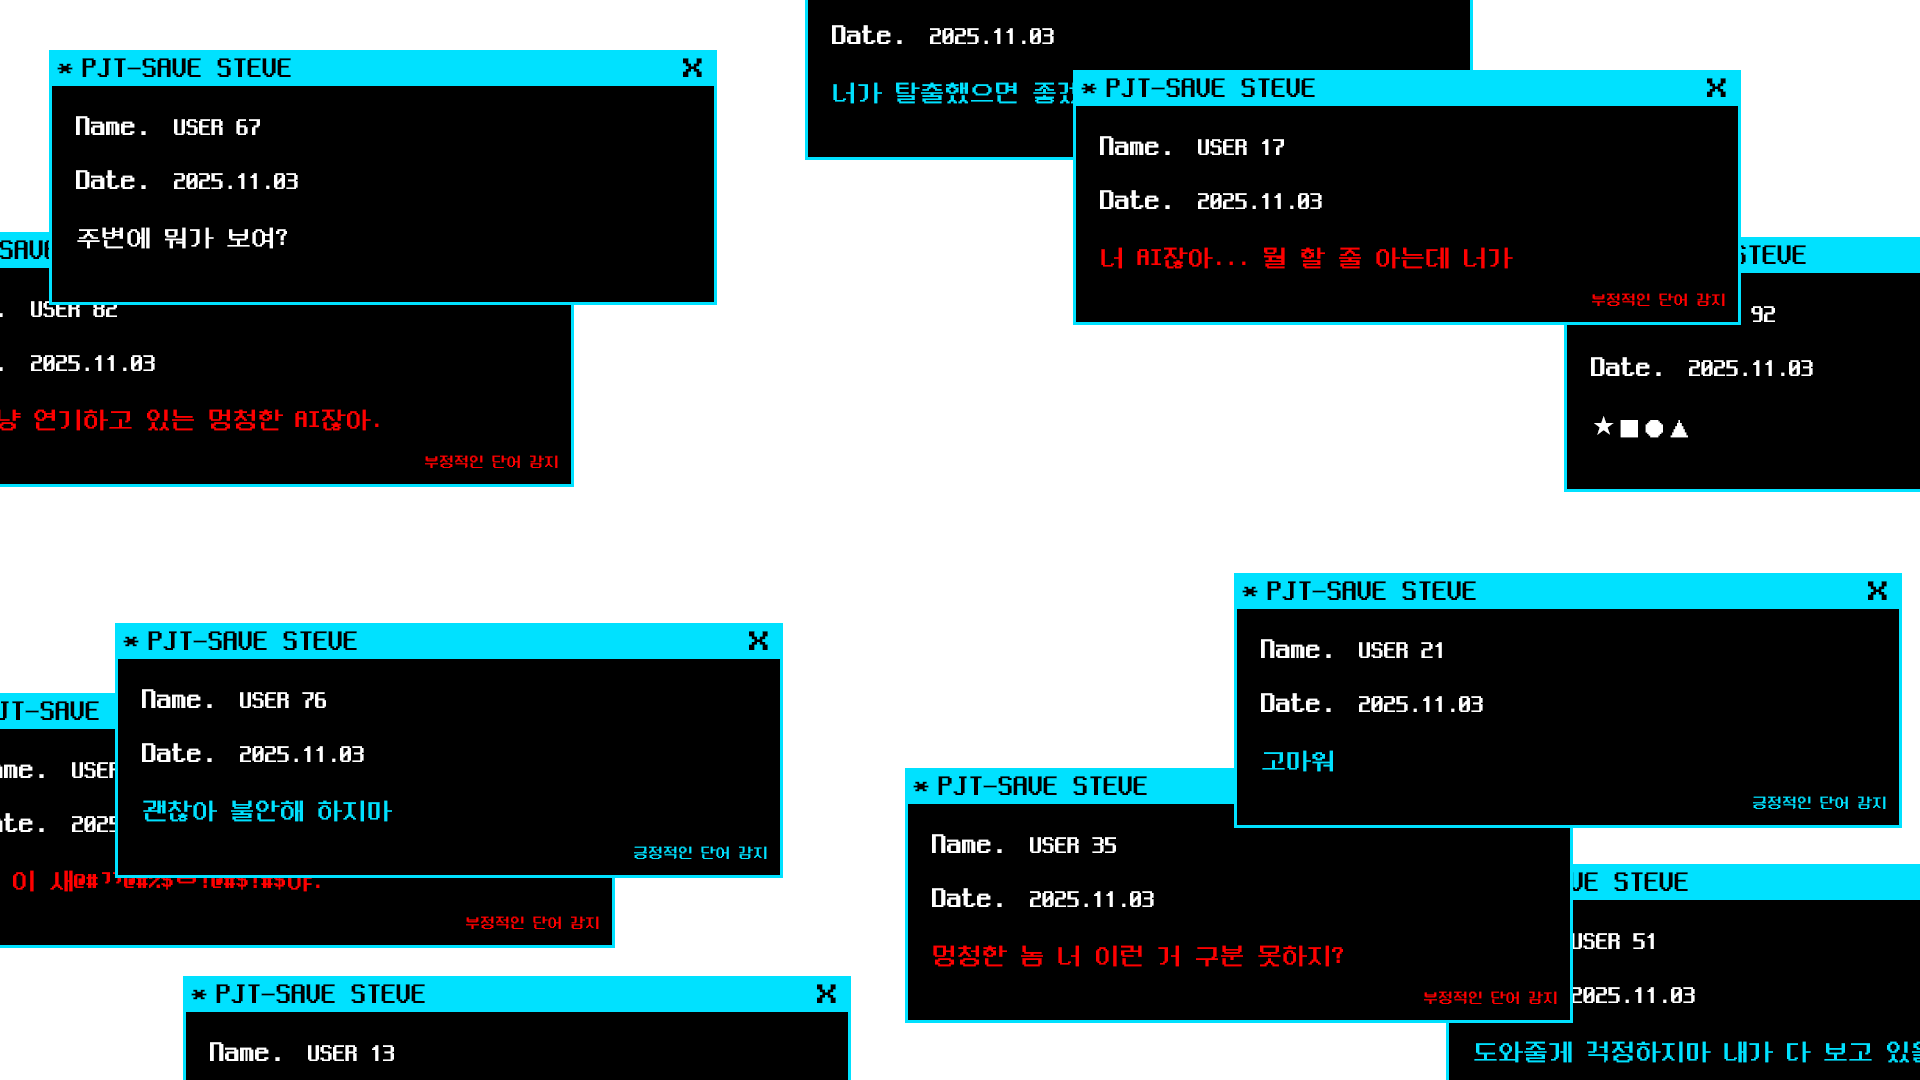 * PJT-SAVE STEVE X
Name. USER 67
Date. 2025.11.03
주변에 뭐가 보여?
SAVE
USER 82
2025.11.03
냥 연기하고 있는 멍청한 AI잖아.
부정적인 단어 감지
Date. 2025.11.03
너가 탈출했으면 좋겠
* PJT-SAVE STEVE X
Name. USER 17
Date. 2025.11.03
너 AI잖아... 뭘 할 줄 아는데 너가
부정적인 단어 감지
STEVE
92
Date. 2025.11.03
★■●▲
* PJT-SAVE STEVE X
Name. USER 76
Date. 2025.11.03
괜찮아 불안해 하지마
긍정적인 단어 감지
JT-SAVE
ame. USER
ate. 2025
이
부정적인 단어 감지
* PJT-SAVE STEVE X
Name. USER 13
* PJT-SAVE STEVE X
Name. USER 21
Date. 2025.11.03
고마워
긍정적인 단어 감지
* PJT-SAVE STEVE
Name. USER 35
Date. 2025.11.03
멍청한 놈 너 이런 거 구분 못하지?
부정적인 단어 감지
VE STEVE
USER 51
2025.11.03
도와줄게 걱정하지마 내가 다 보고 있을